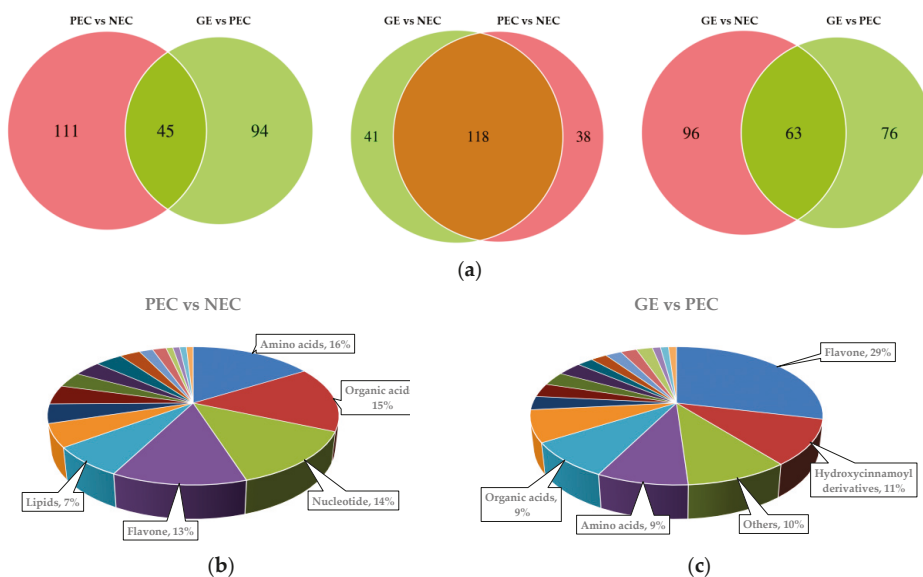 PEC vs NEC
GE vs PEC
111
45
94
GE vs NEC
PEC vs NEC
41
118
38
GE vs NEC
GE vs PEC
96
63
76
(a)
PEC vs NEC
Amino acids, 16%
Organic acid
15%
Nucleotide, 14%
Flavone, 13%
Lipids, 7%
(b)
GE vs PEC
Flavone, 29%
Hydroxycinnamoyl
derivatives, 11%
Others, 10%
Amino acids, 9%
Organic acids,
9%
(c)